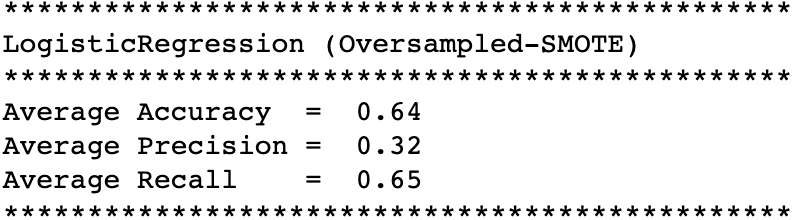 ***********************************************
LogisticRegression (Oversampled-SMOTE)
***********************************************
Average Accuracy  =  0.64
Average Precision =  0.32
Average Recall    =  0.65
***********************************************